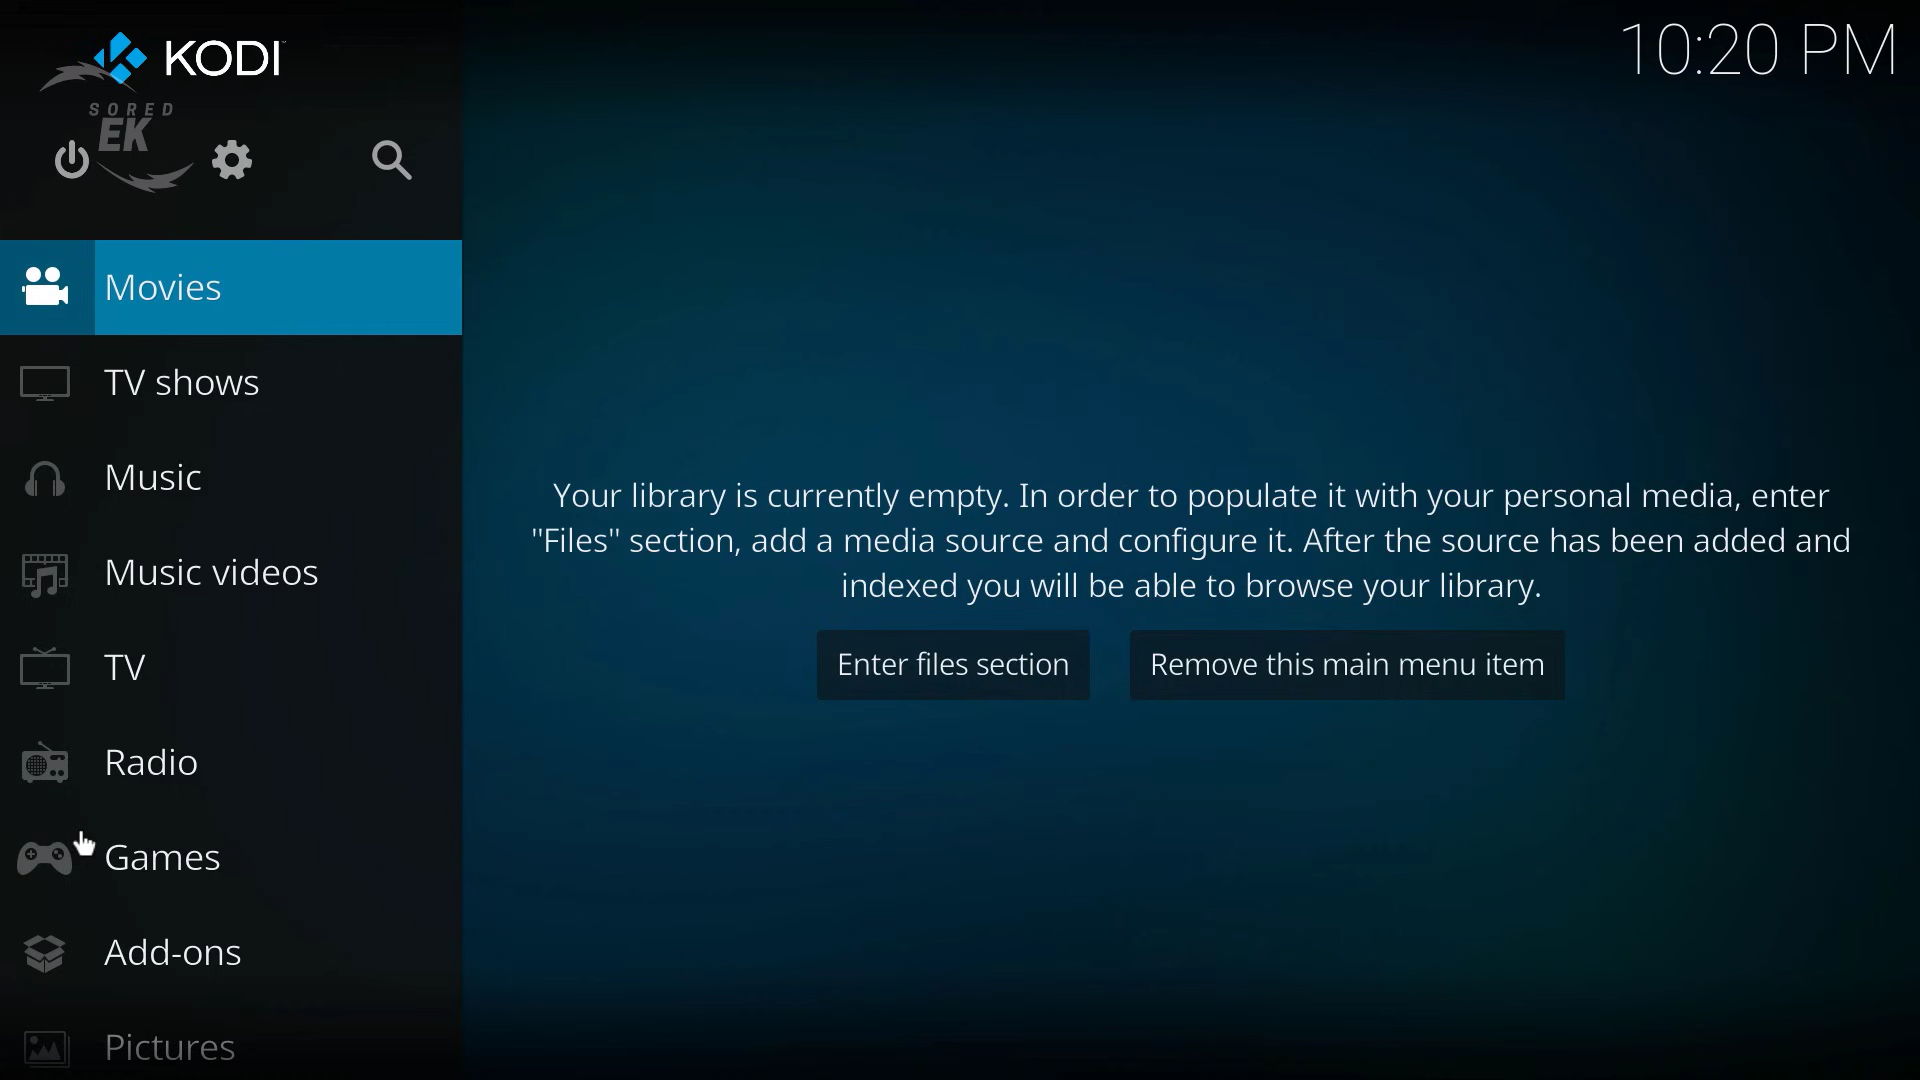 KODI
10:20 PM
SORED
EK
Movies
TV shows
Music
Music videos
TV
Radio
Games
Add-ons
Pictures
Your library is currently empty. In order to populate it with your personal media, enter
"Files" section, add a media source and configure it. After the source has been added and
indexed you will be able to browse your library.
Enter files section
Remove this main menu item